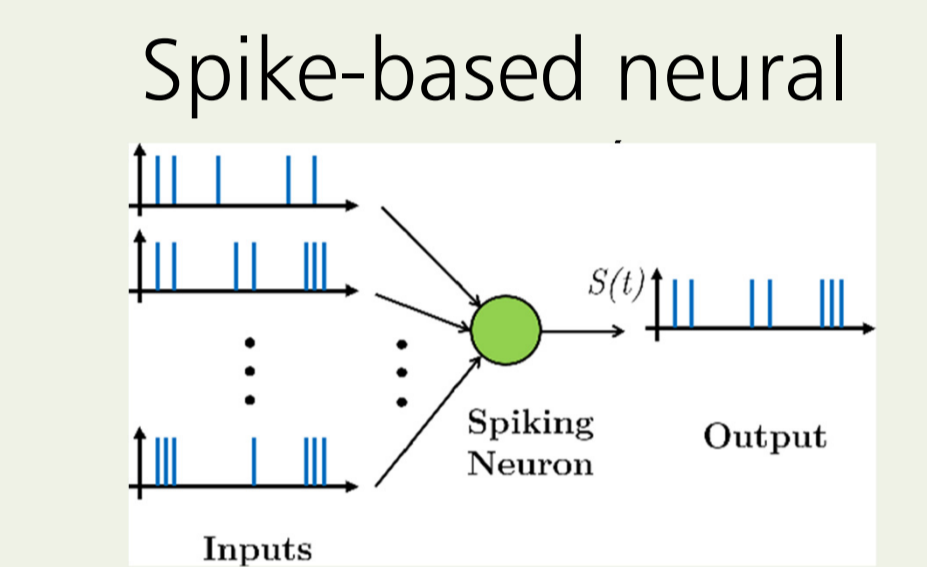 Spike-based neural
S(t)
Spiking
Neuron
Output
Inputs